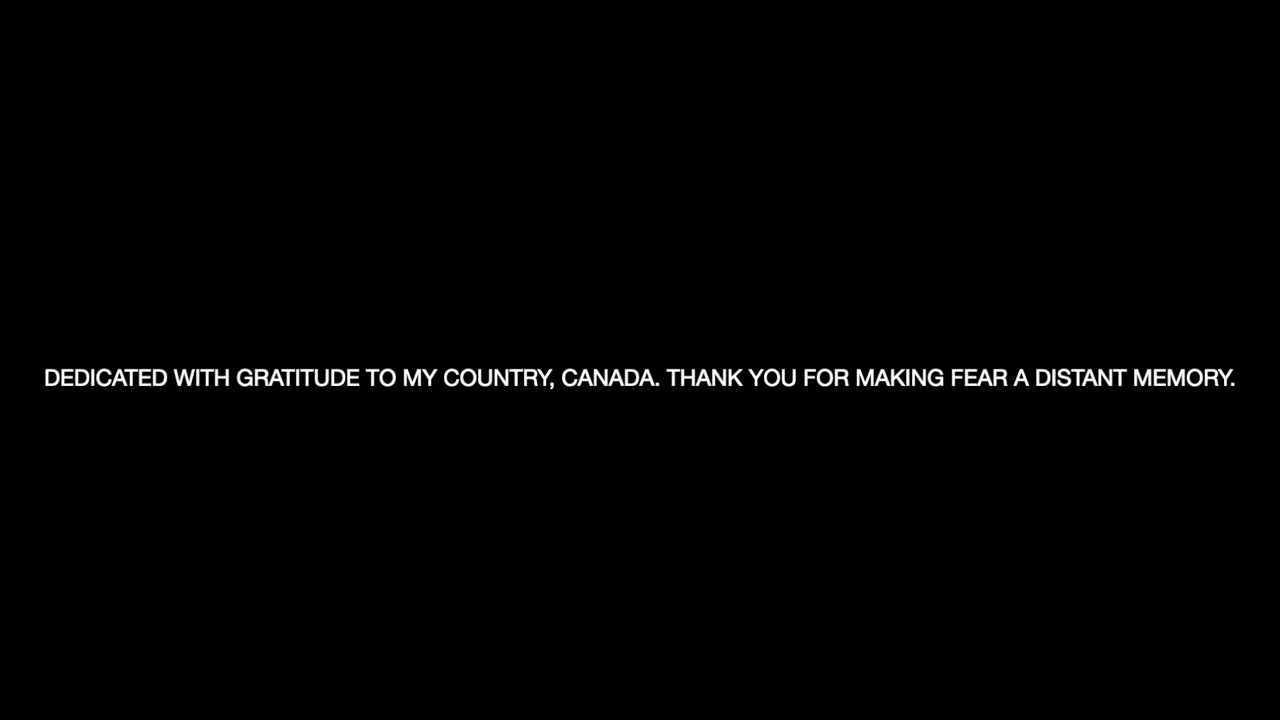 DEDICATED WITH GRATITUDE TO MY COUNTRY, CANADA. THANK YOU FOR MAKING FEAR A DISTANT MEMORY.